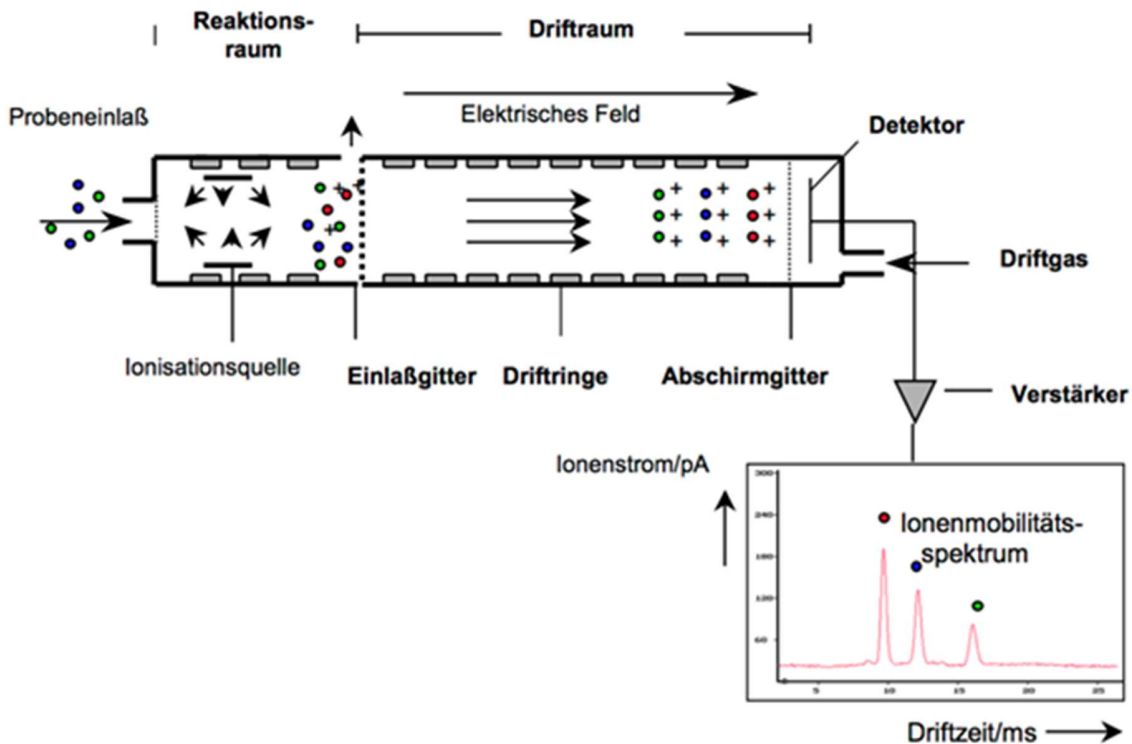 Reaktions-
raum
Driftraum
Probeneinlaß
Elektrisches Feld
Detektor
Driftgas
Ionisationsquelle
Einlaßgitter
Driftringe
Abschirmgitter
Verstärker
Ionenstrom/pA
300
240
180
120
60
Ionenmobilitäts-
spektrum
5
10
15
20
25
Driftzeit/ms